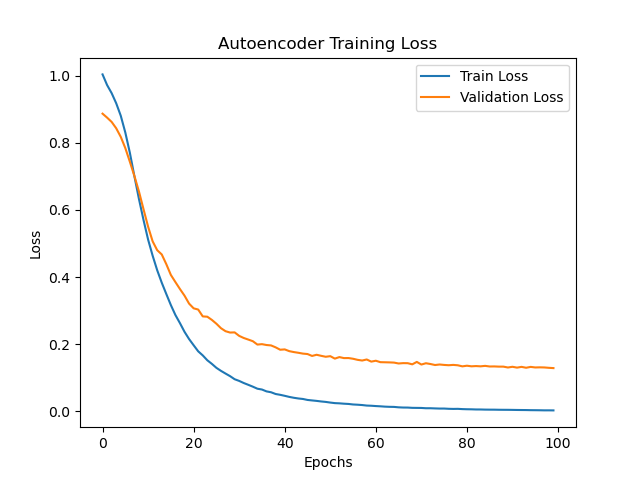 Autoencoder Training Loss
Train Loss
Validation Loss
1.0
0.8
0.6
0.4
0.2
0.0
Loss
0 20 40 60 80 100
Epochs